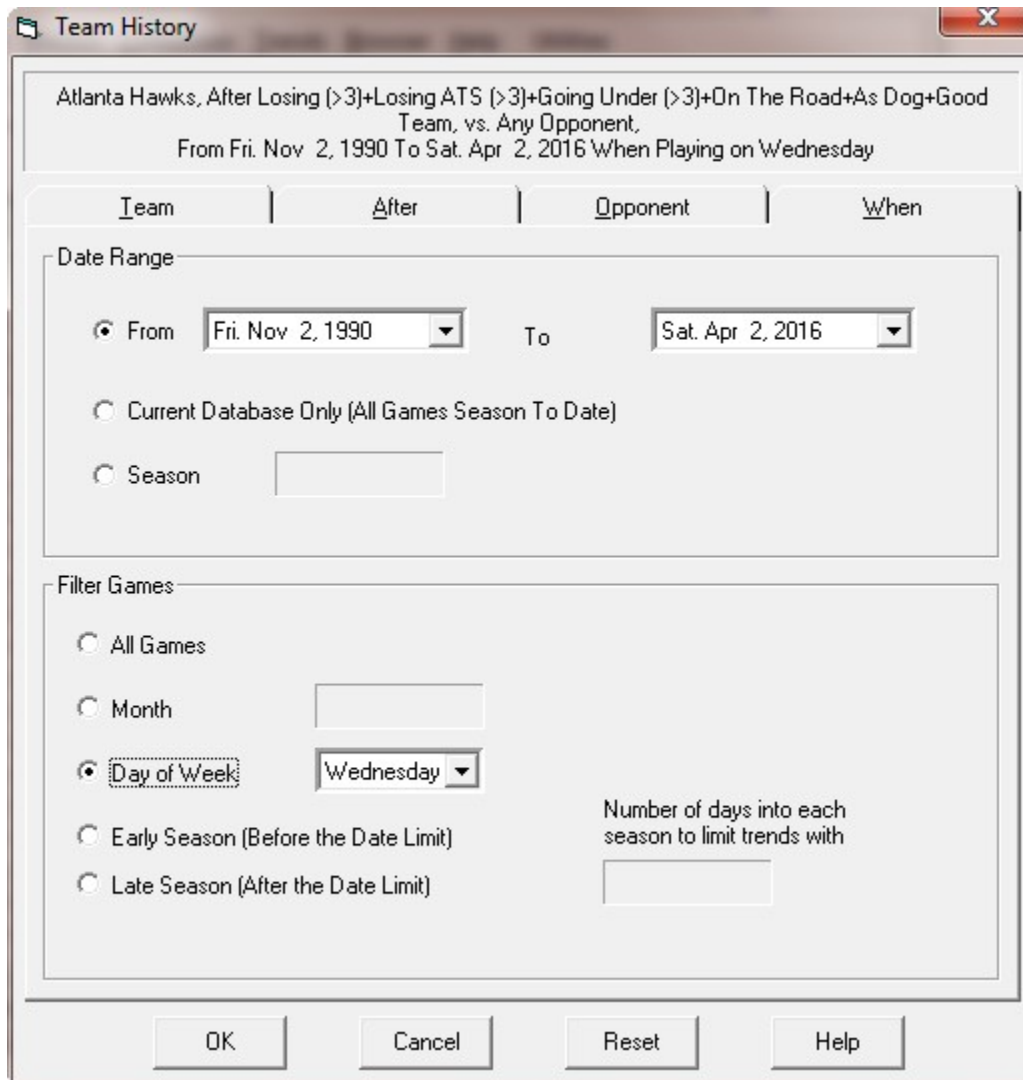 Team History
Atlanta Hawks, After Losing (>3)+Losing ATS (>3)+Going Under (>3)+On The Road+As Dog+Good
Team, vs. Any Opponent,
From Fri. Nov  2, 1990 To Sat. Apr  2, 2016 When Playing on Wednesday
Team After Opponent When
Date Range
From Fri. Nov  2, 1990 To Sat. Apr  2, 2016
Current Database Only (All Games Season To Date)
Season
Filter Games
All Games
Month
Day of Week Wednesday
Number of days into each
season to limit trends with
Early Season (Before the Date Limit)
Late Season (After the Date Limit)
OK Cancel Reset Help